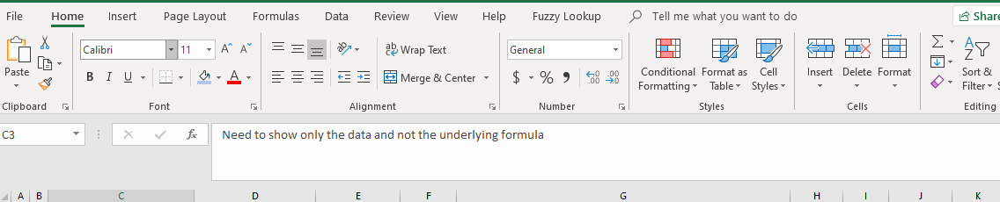 File Home Insert Page Layout Formulas Data Review View Help Fuzzy Lookup Tell me what you want to do Share
Calibri 11 A^ A˅ ab Wrap Text General
Paste B I U A Merge & Center $ % , .00 .00 Conditional Formatting Format as Table Cell Styles Insert Delete Format Σ A Z Sort & Filter
Clipboard Font Alignment Number Styles Cells Editing
C3 fx Need to show only the data and not the underlying formula
A B C D E F G H I J K